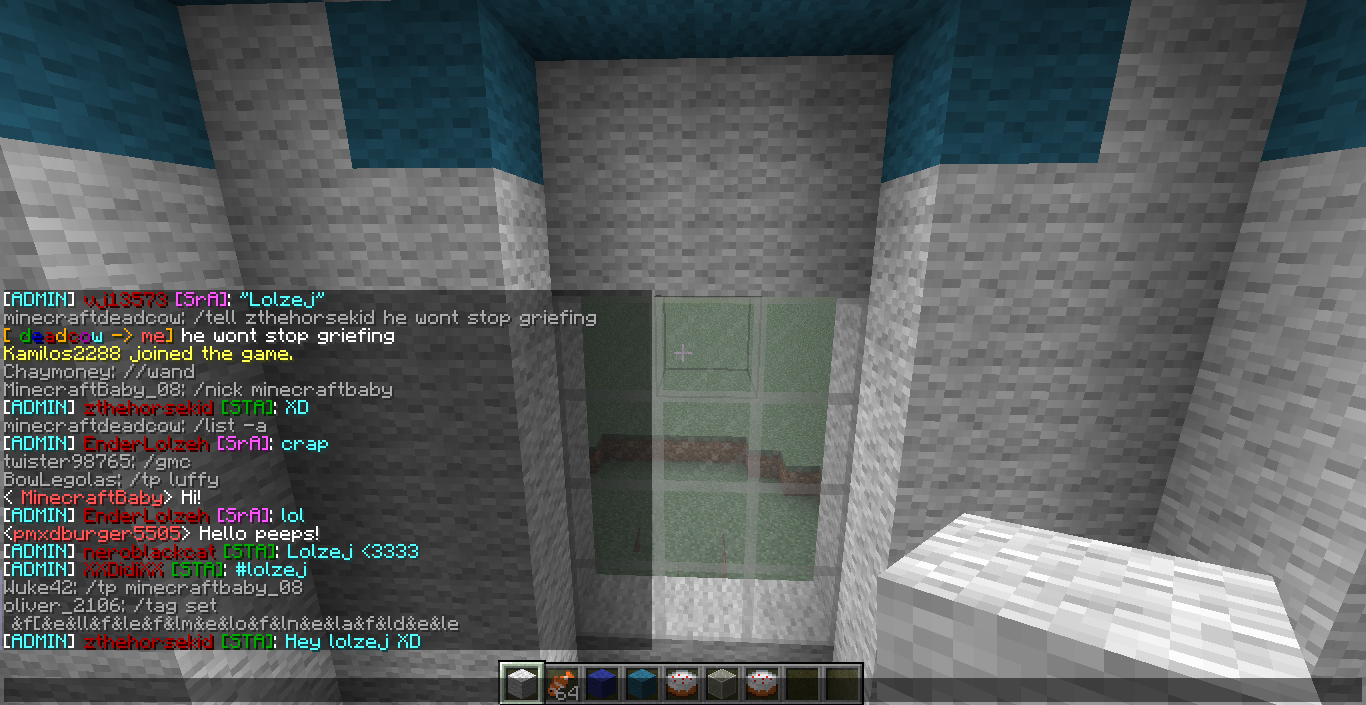 [ADMIN] vj13573 [SrA]: "Lolzej"
minecraftdeadcow: /tell zthehorsekid he wont stop griefing
[ deadcow -> me] he wont stop griefing
Kamilos2288 joined the game.
Chaymoney: //wand
MinecraftBaby_08: /nick minecraftbaby
[ADMIN] zthehorsekid [STA]: XD
minecraftdeadcow: /list -a
[ADMIN] EnderLolzeh [SrA]: crap
twister98765: /gmc
BowLegolas: /tp luffy
< MinecraftBaby> Hi!
[ADMIN] EnderLolzeh [SrA]: lol
<pmxdburger5505> Hello peeps!
[ADMIN] neroblackcat [STA]: Lolzej <3333
[ADMIN] XXDidiXX [STA]: #lolzej
Wuke42: /tp minecraftbaby_08
oliver_2106: /tag set
&f[&e&ll&f&le&f&lm&e&lo&f&ln&e&la&f&ld&e&le
[ADMIN] zthehorsekid [STA]: Hey lolzej XD
64